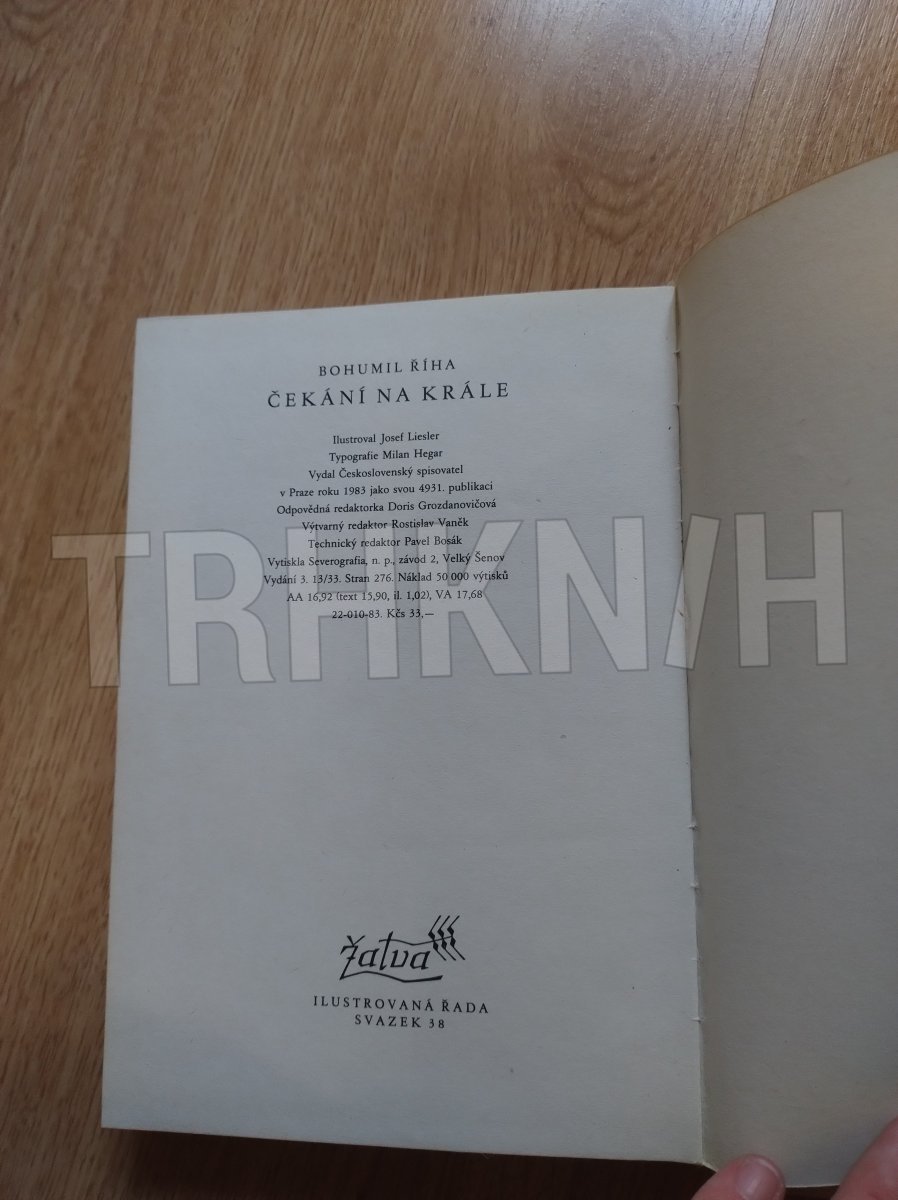 BOHUMIL ŘÍHA
ČEKÁNÍ NA KRÁLE
Ilustroval Josef Liesler
Typografie Milan Hegar
Vydal Československý spisovatel
v Praze roku 1983 jako svou 4931. publikaci
Odpovědná redaktorka Doris Grozdanovičová
Výtvarný redaktor Rostislav Vaněk
Technický redaktor Pavel Bosák
Vytiskla Severografia, n. p., závod 2, Velký Šenov
Vydání 3. 13/33. Stran 276. Náklad 50 000 výtisků
AA 16,92 (text 15,90, il. 1,02), VA 17,68
22-010-83. Kčs 33,—
TRHKN/H
Žatva
ILUSTROVANÁ ŘADA
SVAZEK 38